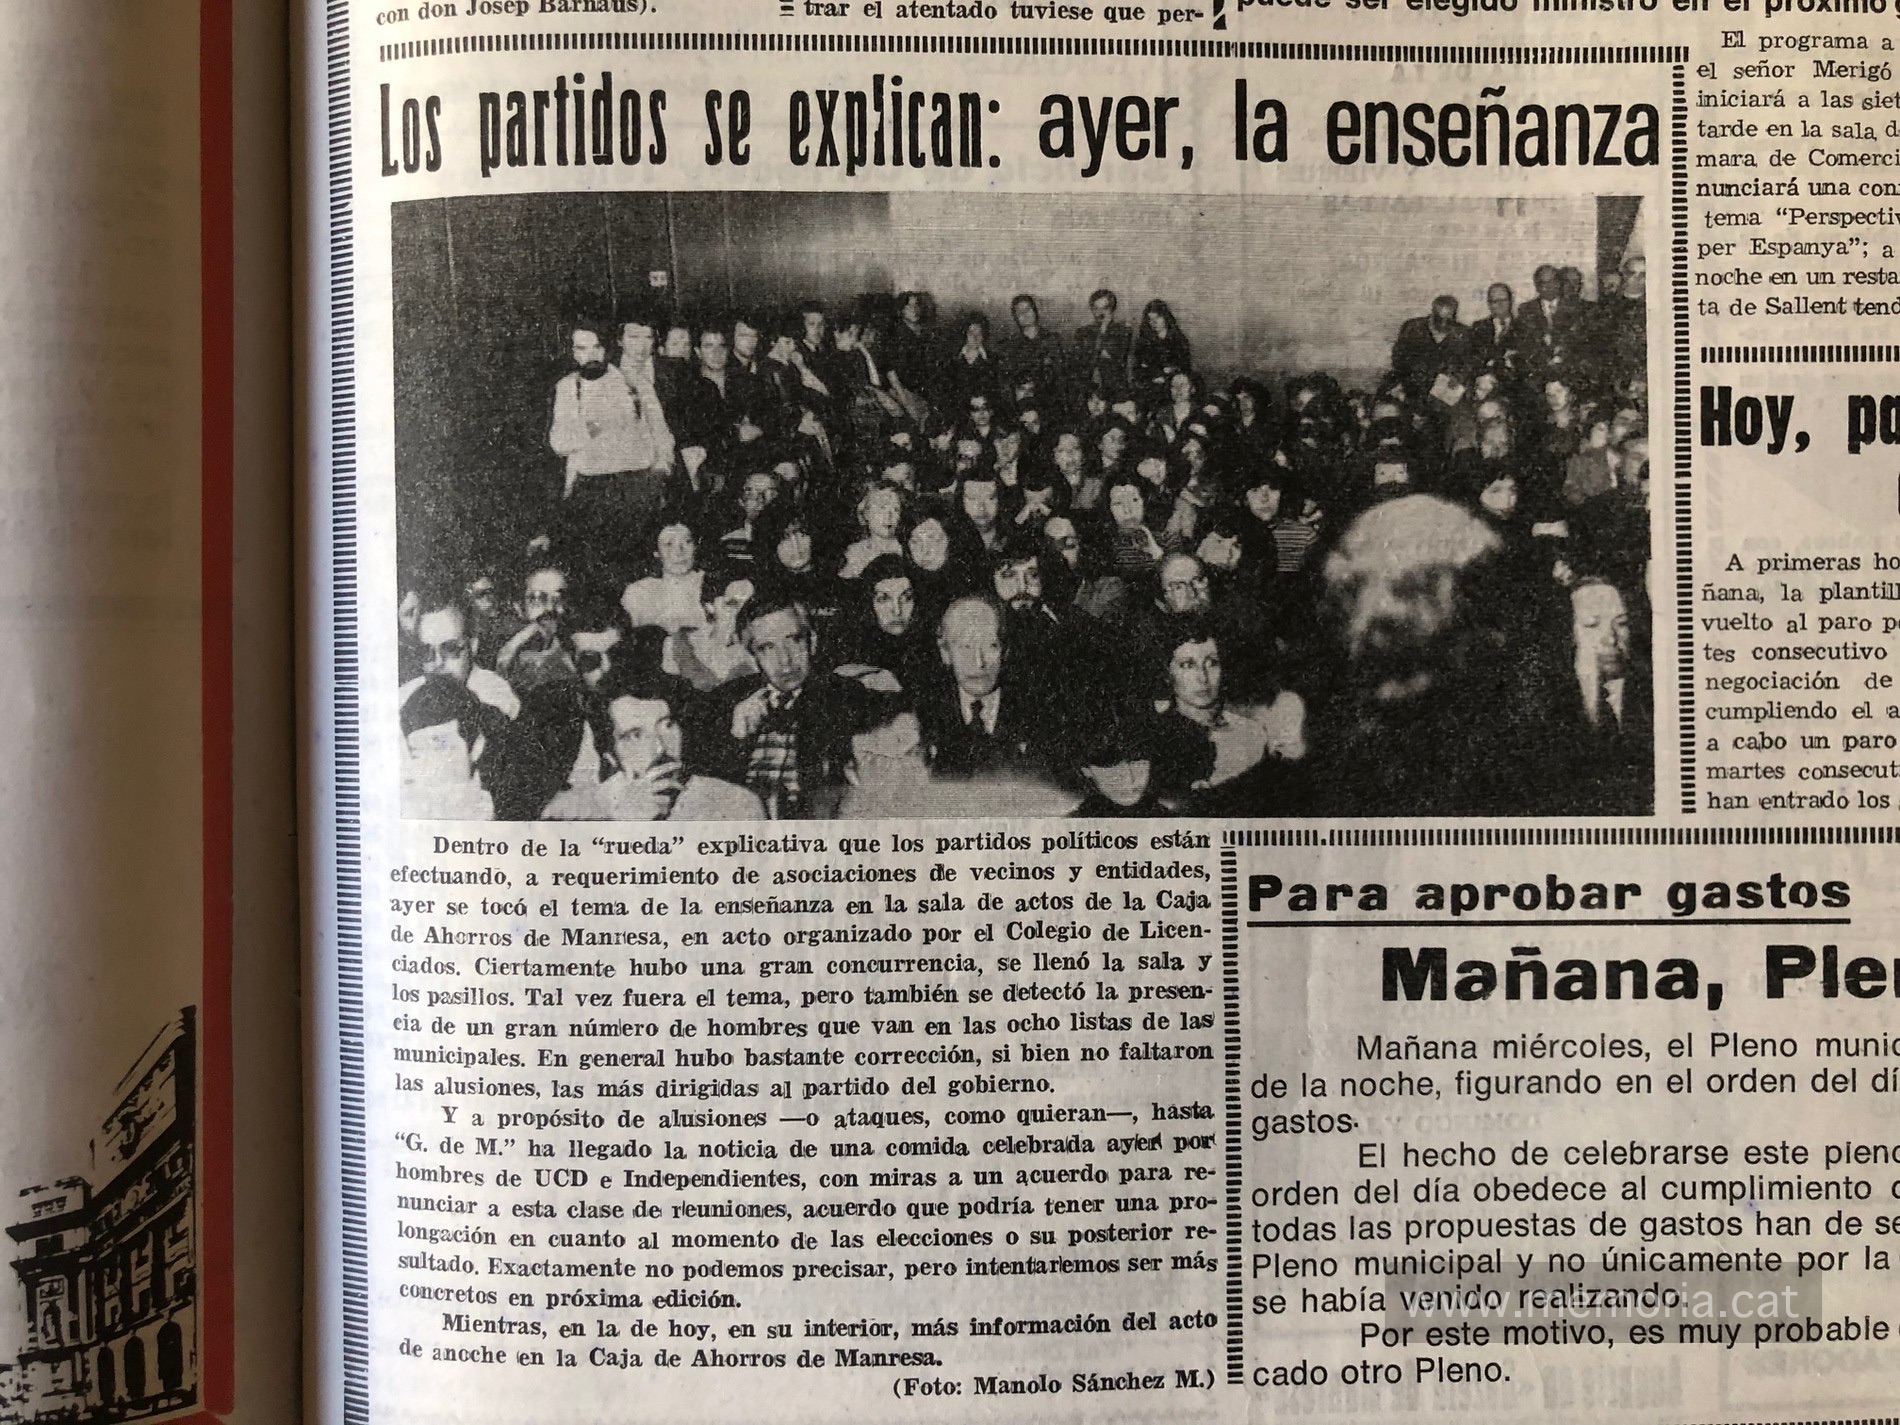 con don Josep Barnaus).
trar el atentado tuviese que per-
puede ser elegido ministro en el próximo
Los partidos se explican: ayer, la enseñanza
Dentro de la “rueda” explicativa que los partidos políticos están
efectuando, a requerimiento de asociaciones de vecinos y entidades,
ayer se tocó el tema de la enseñanza en la sala de actos de la Caja
de Ahorros de Manresa, en acto organizado por el Colegio de Licen-
ciados. Ciertamente hubo una gran concurrencia, se llenó la sala y
los pasillos. Tal vez fuera el tema, pero también se detectó la presen-
cia de un gran número de hombres que van en las ocho listas de las
municipales. En general hubo bastante corrección, si bien no faltaron
las alusiones, las más dirigidas al partido del gobierno.
Y a propósito de alusiones —o ataques, como quieran—, hasta
“G. de M.” ha llegado la noticia de una comida celebrada ayer por
hombres de UCD e Independientes, con miras a un acuerdo para re-
nunciar a esta clase de reuniones, acuerdo que podría tener una pro-
longación en cuanto al momento de las elecciones o su posterior re-
sultado. Exactamente no podemos precisar, pero intentaremos ser más
concretos en próxima edición.
Mientras, en la de hoy, en su interior, más información del acto
de anoche en la Caja de Ahorros de Manresa.
(Foto: Manolo Sánchez M.)
El programa a
el señor Merigó
iniciará a las siet
tarde en la sala d
mara de Comerci
nunciará una con
tema “Perspectiv
per Espanya”; a
noche en un resta
ta de Sallent tend
Hoy, pa
A primeras ho
ñana, la plantill
vuelto al paro p
tes consecutivo
negociación de
cumpliendo el a
a cabo un paro
martes consecut
han entrado los
Para aprobar gastos
Mañana, Ple
Mañana miércoles, el Pleno munic
de la noche, figurando en el orden del dí
gastos.
El hecho de celebrarse este pleno
orden del día obedece al cumplimiento
todas las propuestas de gastos han de se
Pleno municipal y no únicamente por la
se había venido realizando.
Por este motivo, es muy probable
cado otro Pleno.
www.memoria.cat